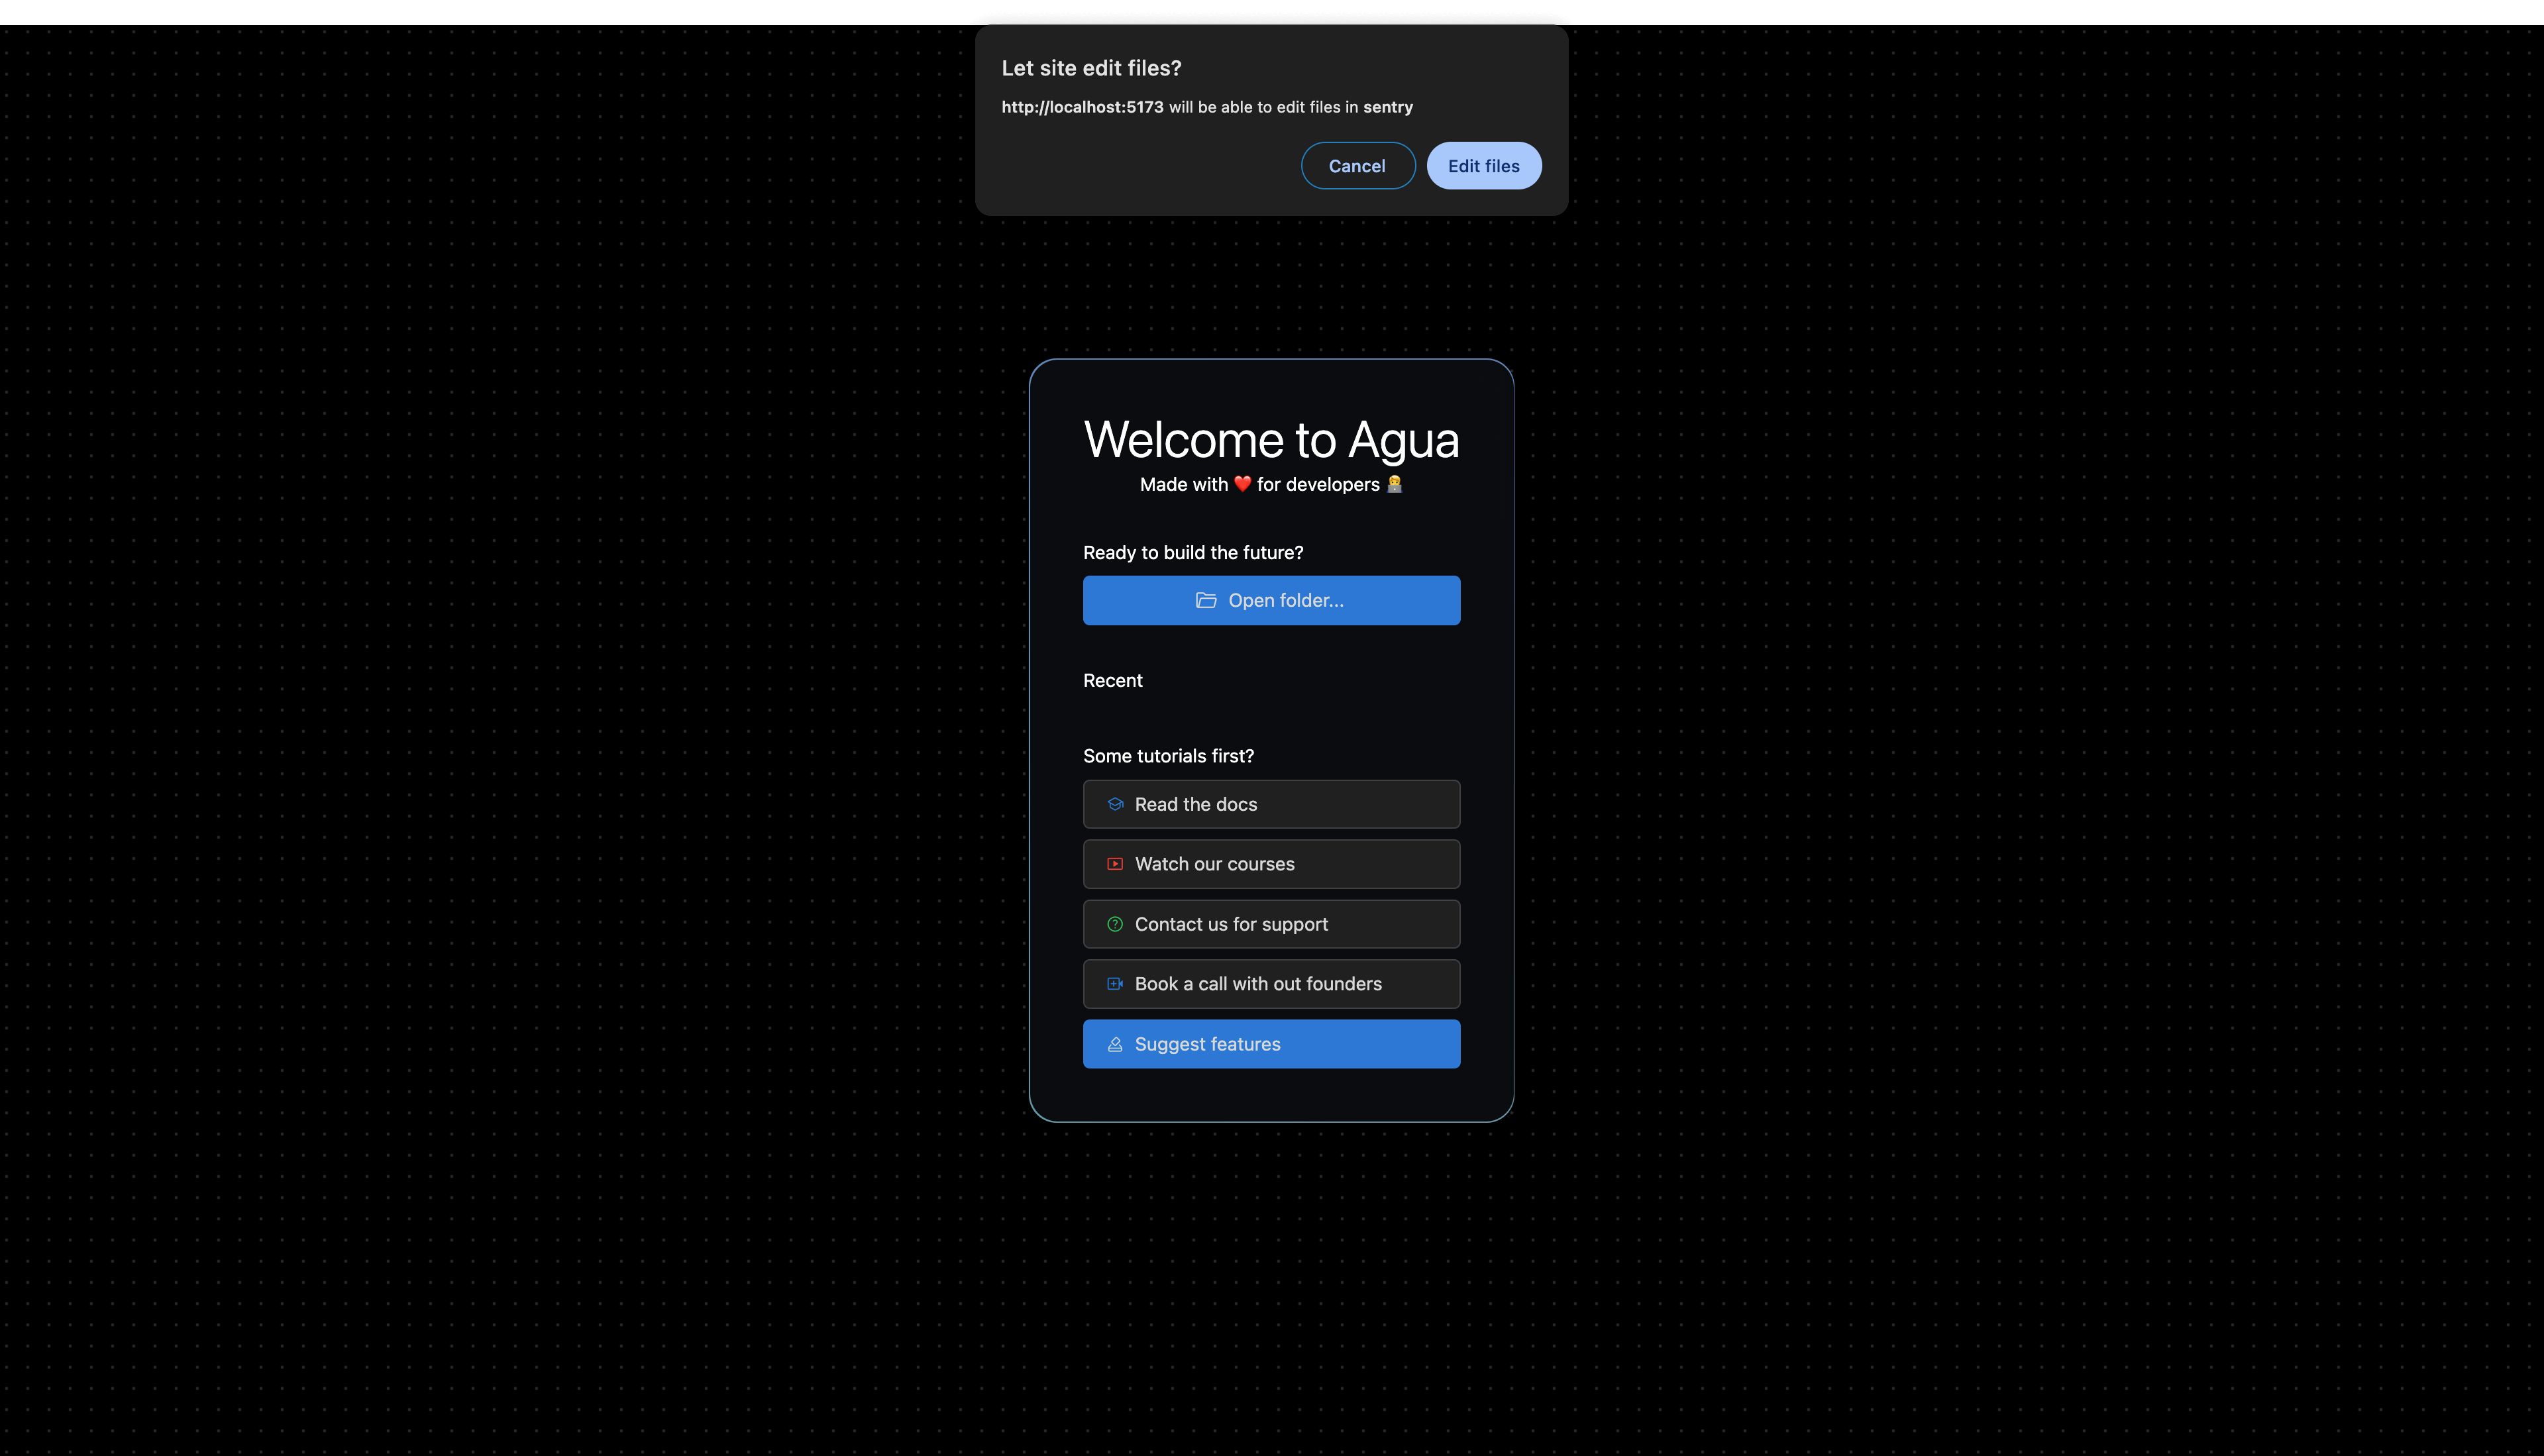 Let site edit files?
http://localhost:5173 will be able to edit files in sentry
Cancel
Edit files
Welcome to Agua
Made with ❤️ for developers 🧑‍💻
Ready to build the future?
Open folder...
Recent
Some tutorials first?
Read the docs
Watch our courses
Contact us for support
Book a call with out founders
Suggest features